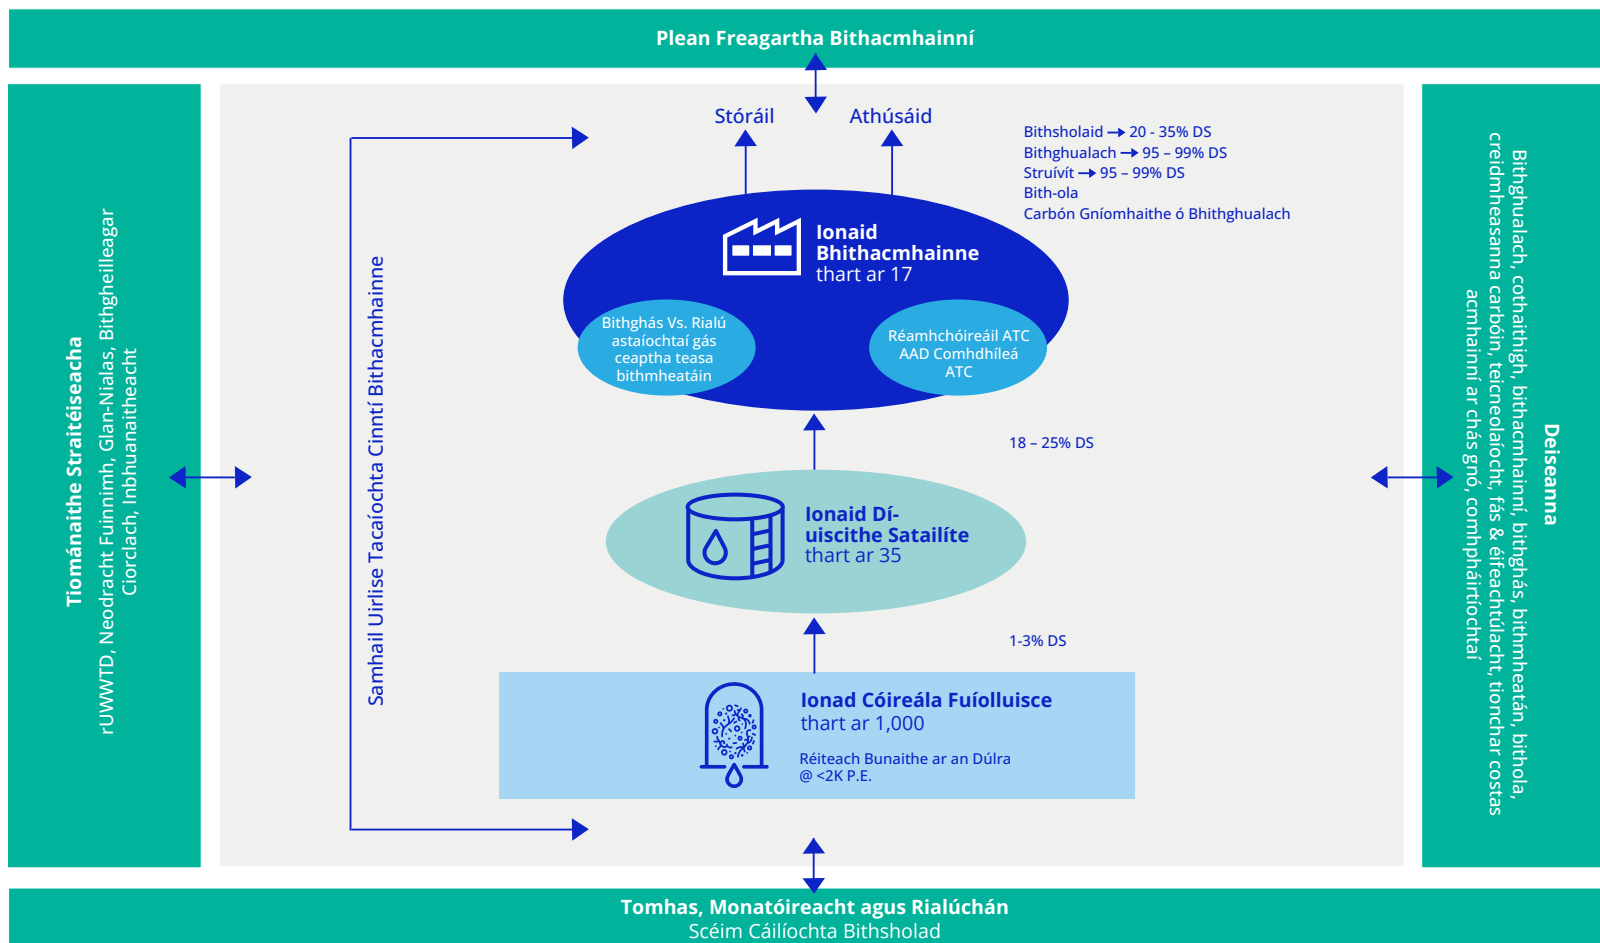 Plean Freagartha Bithacmhainní
Tiománaithe Straitéiseacha
rUWWTD, Neodracht Fuinnimh, Glan-Nialas, Bithgheilleagar
Ciorclach, Inbhuanaitheacht
Samhail Uirlise Tacaíochta Cinntí Bithacmhainne
Stóráil
Athúsáid
Bithsholaid → 20 - 35% DS
Bithghualach → 95 – 99% DS
Struívít → 95 – 99% DS
Bith-ola
Carbón Gníomhaithe ó Bhithghualach
Ionaid
Bhithacmhainne
thart ar 17
Bithghás Vs. Rialú
astaíochtaí gás
ceaptha teasa
bithmheatáin
Réamhchóireáil ATC
AAD Comhdhíleá
ATC
18 – 25% DS
Ionaid Dí-
uiscithe Satailíte
thart ar 35
1-3% DS
Ionad Cóireála Fuíolluisce
thart ar 1,000
Réiteach Bunaithe ar an Dúlra
@ <2K P.E.
Deiseanna
Bithghualach, cothaithigh, bithacmhainní, bithghás, bithmheatán, bithola,
creidmheasanna carbóin, teicneolaíocht, fás & éifeachtúlacht, tionchar costas
acmhainní ar chás gnó, comhpháirtíochtaí
Tomhas, Monatóireacht agus Rialúchán
Scéim Cáilíochta Bithsholad